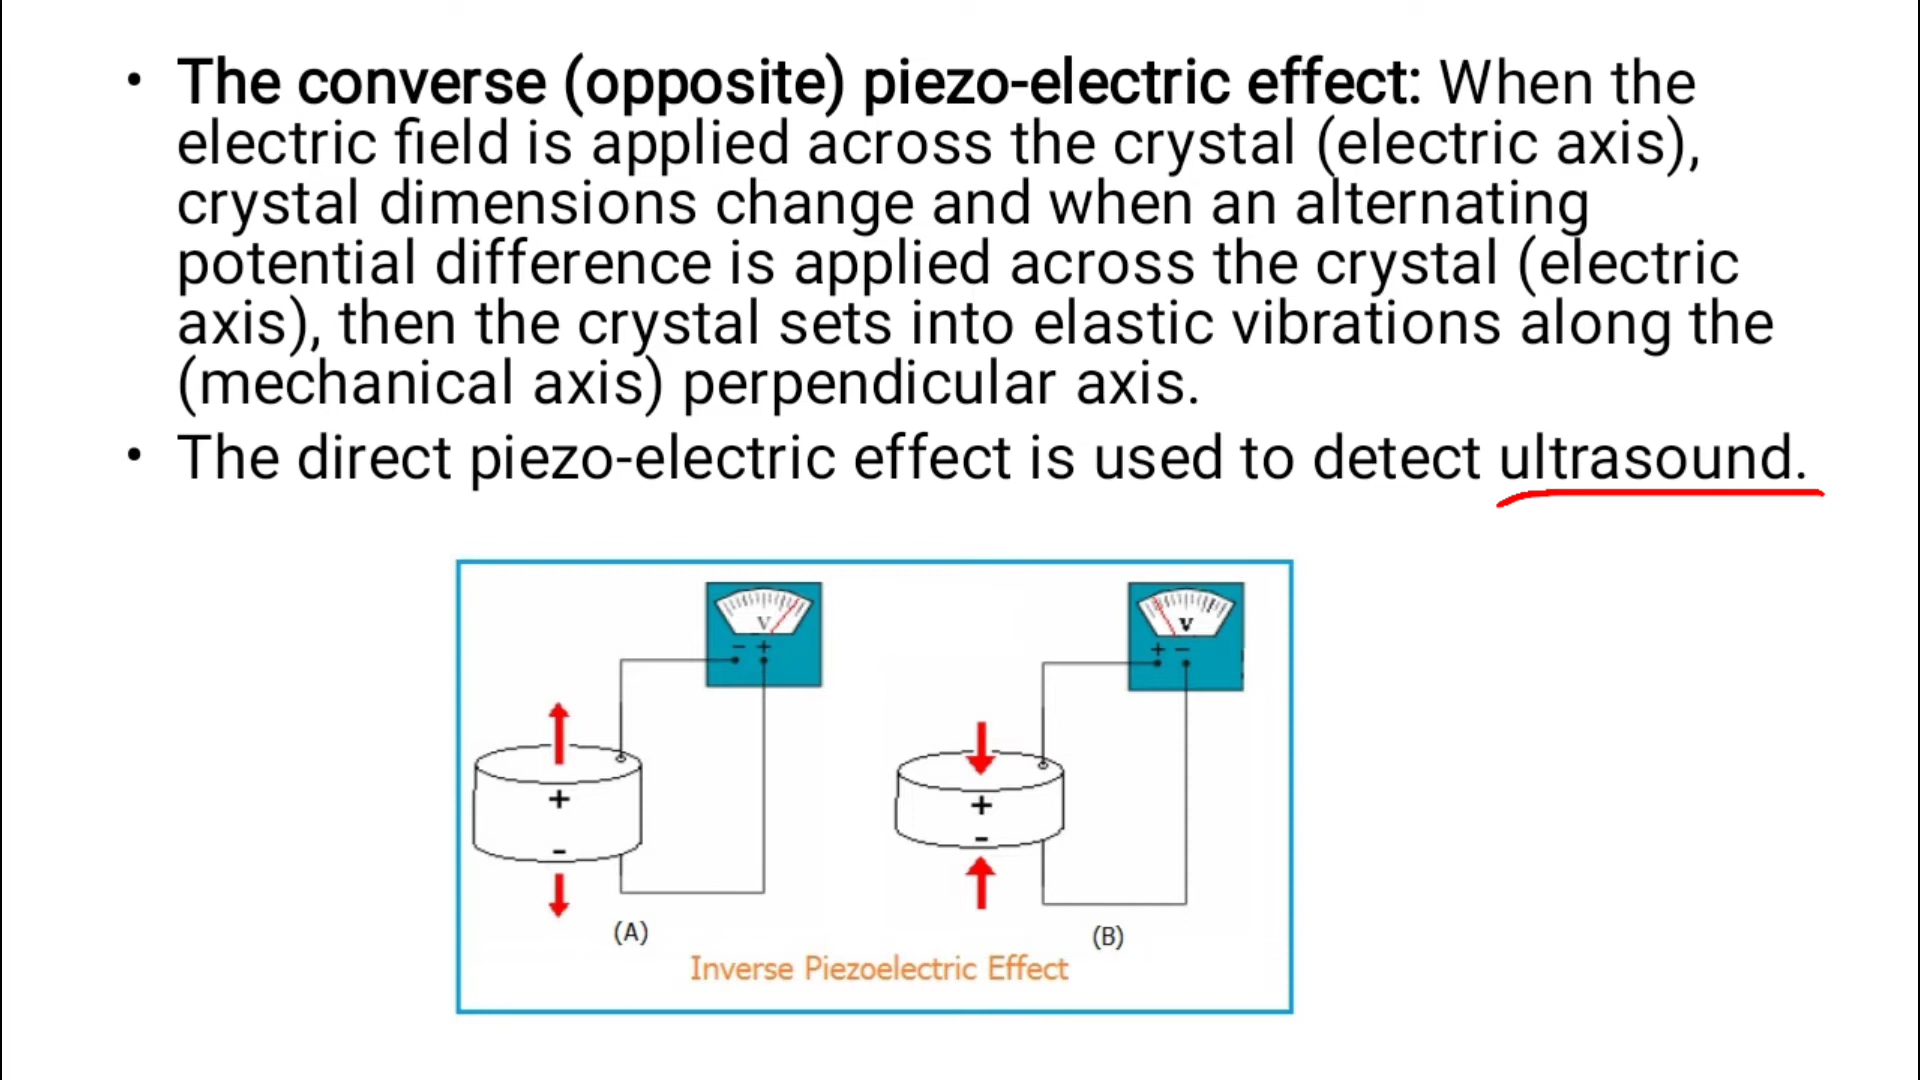 • The converse (opposite) piezo-electric effect: When the
electric field is applied across the crystal (electric axis),
crystal dimensions change and when an alternating
potential difference is applied across the crystal (electric
axis), then the crystal sets into elastic vibrations along the
(mechanical axis) perpendicular axis.
• The direct piezo-electric effect is used to detect ultrasound.
V
- +
V
+ -
+
-
+
-
(A)
(B)
Inverse Piezoelectric Effect